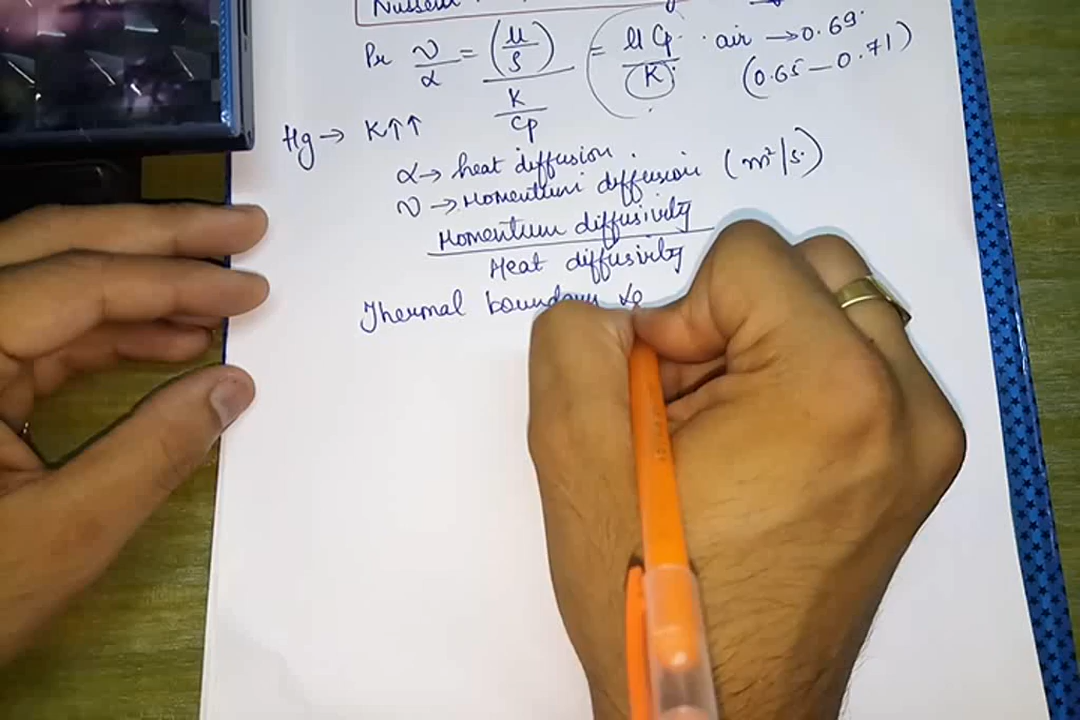 Nusselt
Pr ν/α = (μ/ρ)/(K/Cp) = μCp/(K) · air → 0.69
(0.65 – 0.71)
Hg → K↑↑
α → heat diffusion
ν → Momentum diffusion (m²/s)
Momentum diffusivity
Heat diffusivity
Thermal boundary